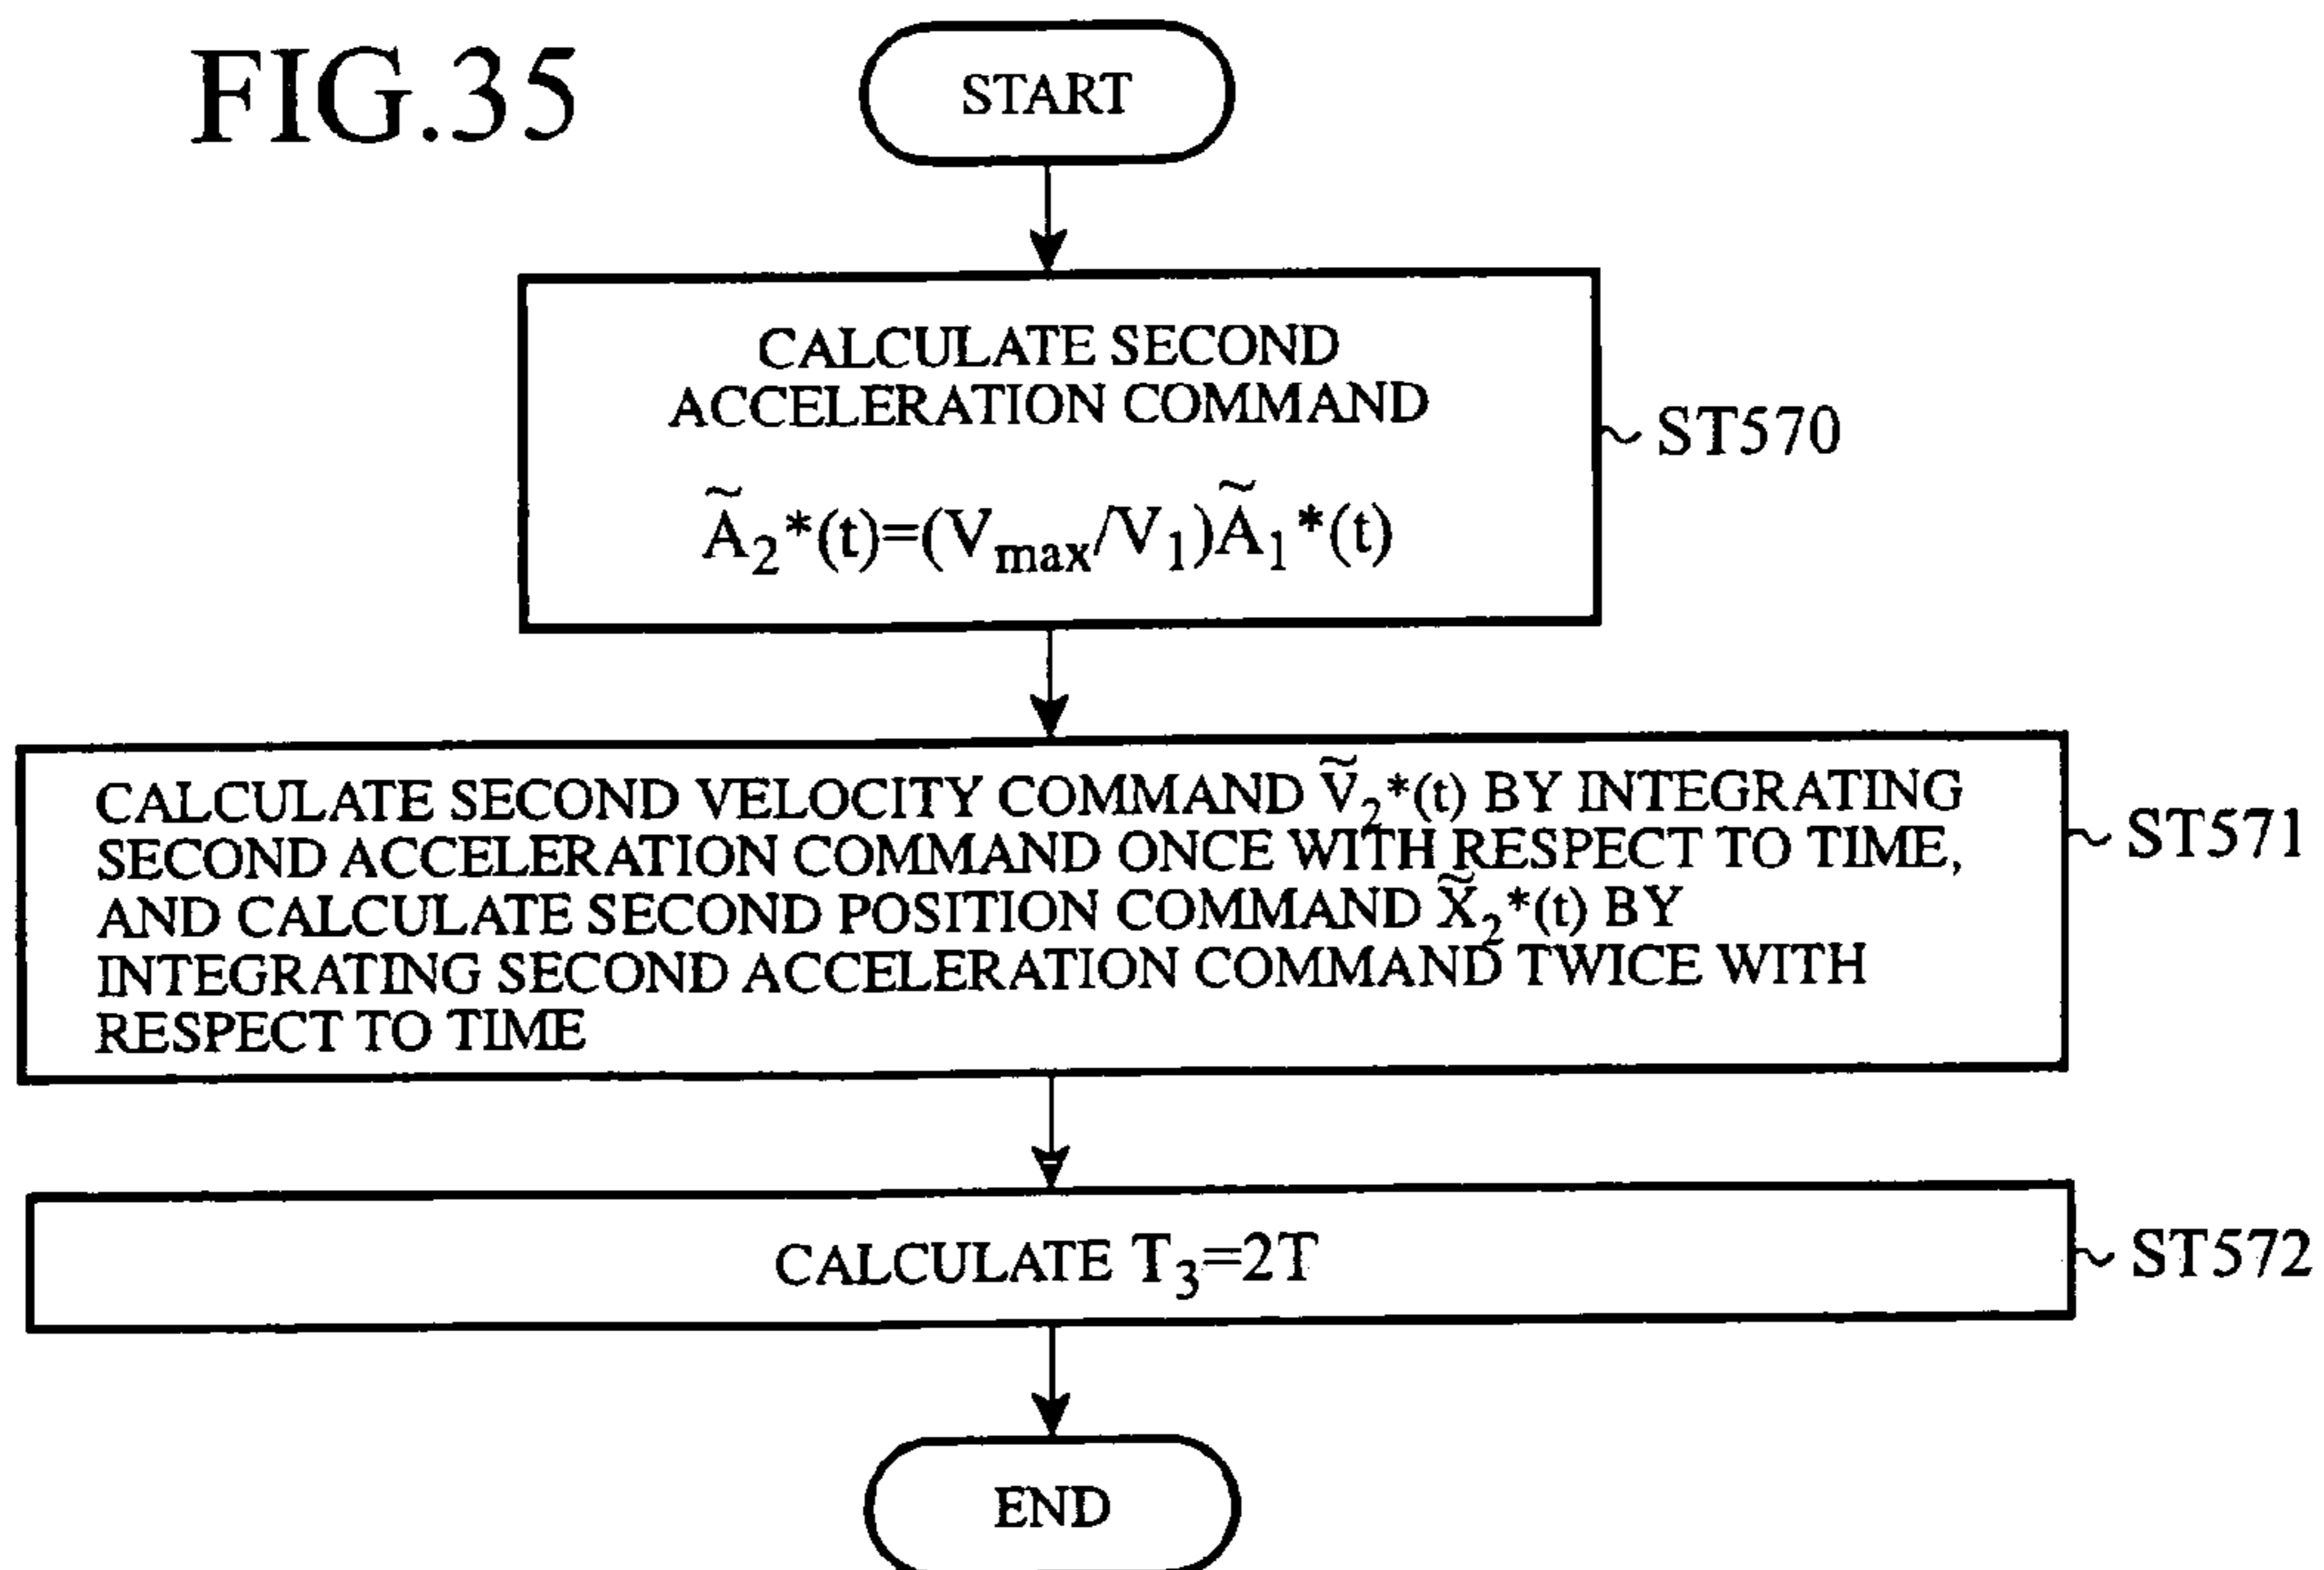 FIG.35
START
CALCULATE SECOND
ACCELERATION COMMAND
Ã₂*(t)=(Vmax/V₁)Ã₁*(t)
~ST570
CALCULATE SECOND VELOCITY COMMAND Ṽ₂*(t) BY INTEGRATING
SECOND ACCELERATION COMMAND ONCE WITH RESPECT TO TIME,
AND CALCULATE SECOND POSITION COMMAND X̃₂*(t) BY
INTEGRATING SECOND ACCELERATION COMMAND TWICE WITH
RESPECT TO TIME
~ST571
CALCULATE T₃=2T
~ST572
END